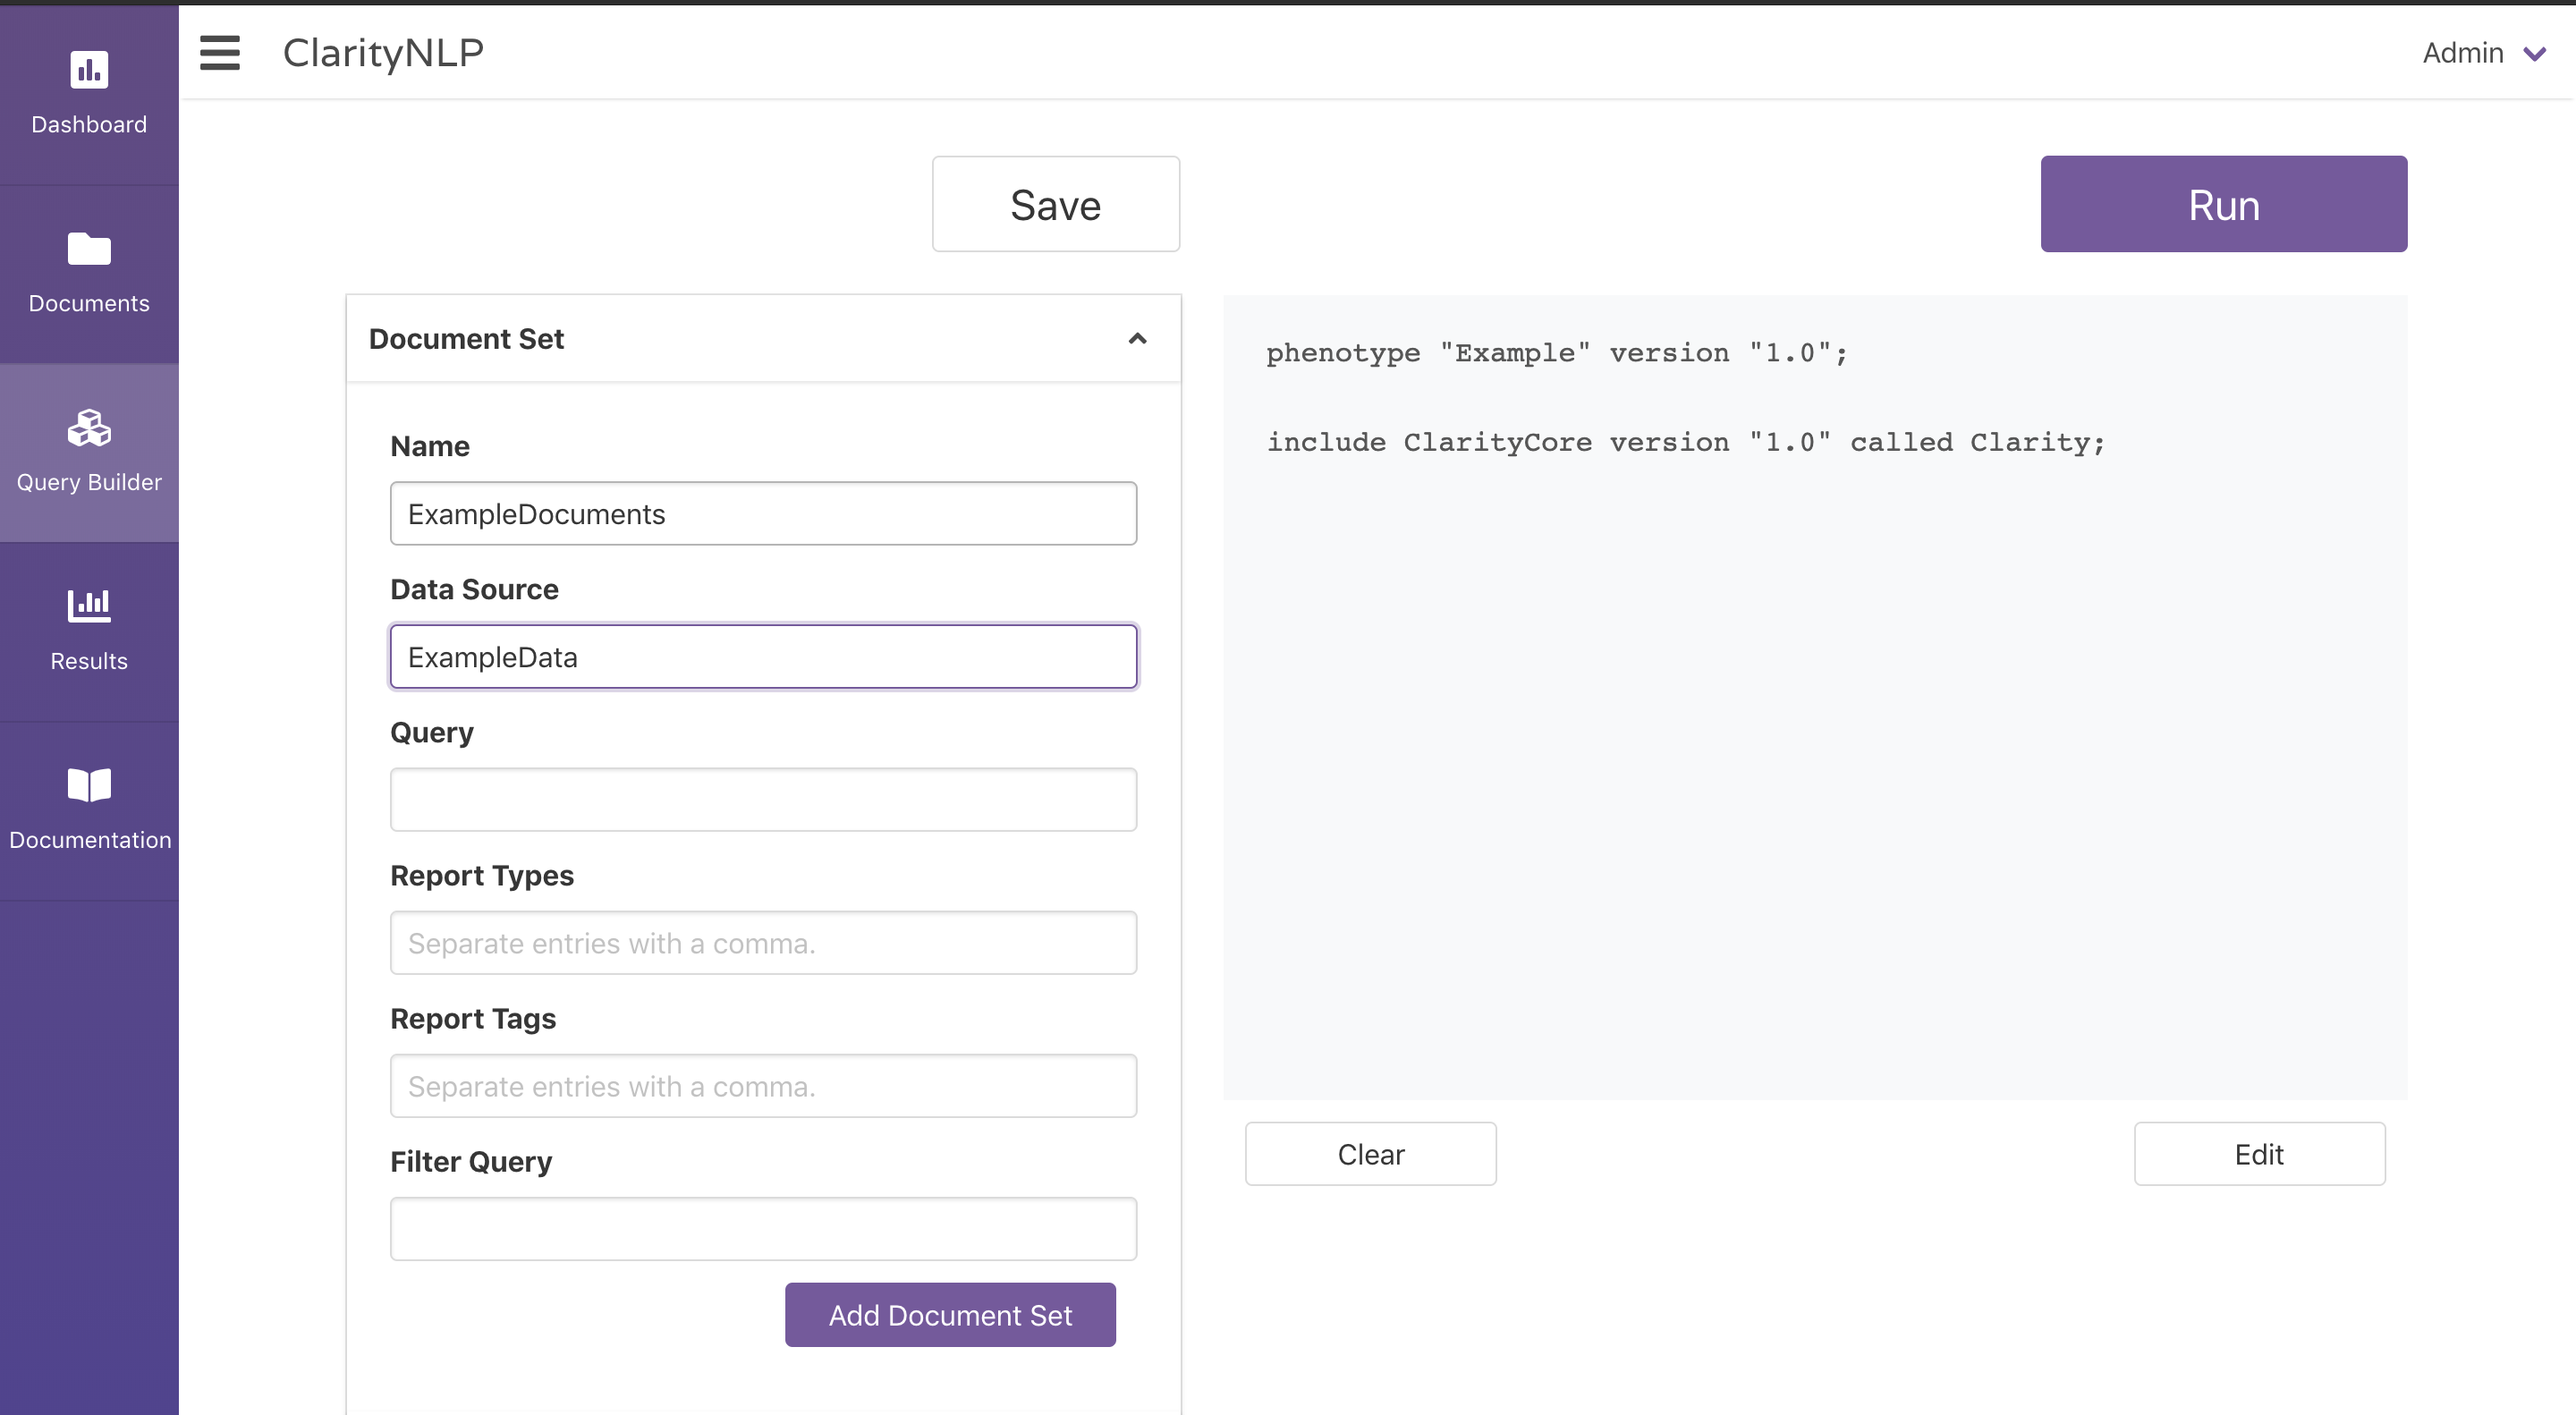 ClarityNLP
Admin
Dashboard
Documents
Query Builder
Results
Documentation
Save
Run
Document Set
Name
ExampleDocuments
Data Source
ExampleData
Query
Report Types
Separate entries with a comma.
Report Tags
Separate entries with a comma.
Filter Query
Add Document Set
phenotype "Example" version "1.0";
include ClarityCore version "1.0" called Clarity;
Clear
Edit